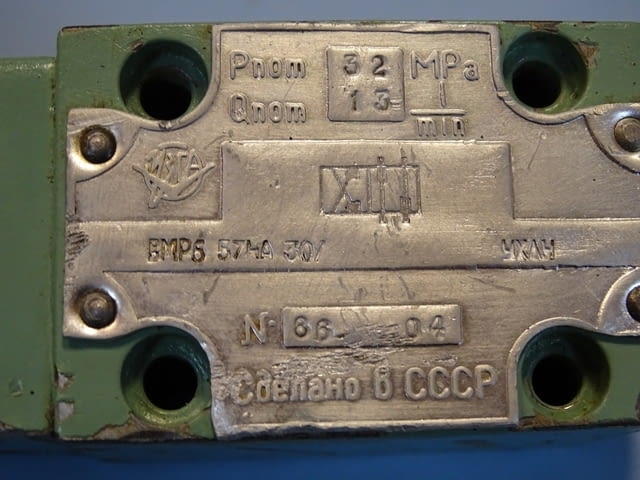 Pnom 32 MPa
Qnom 13 l/min
ВМР6 574А 30/ УХЛ4
№ 66 04
Сделано в СССР